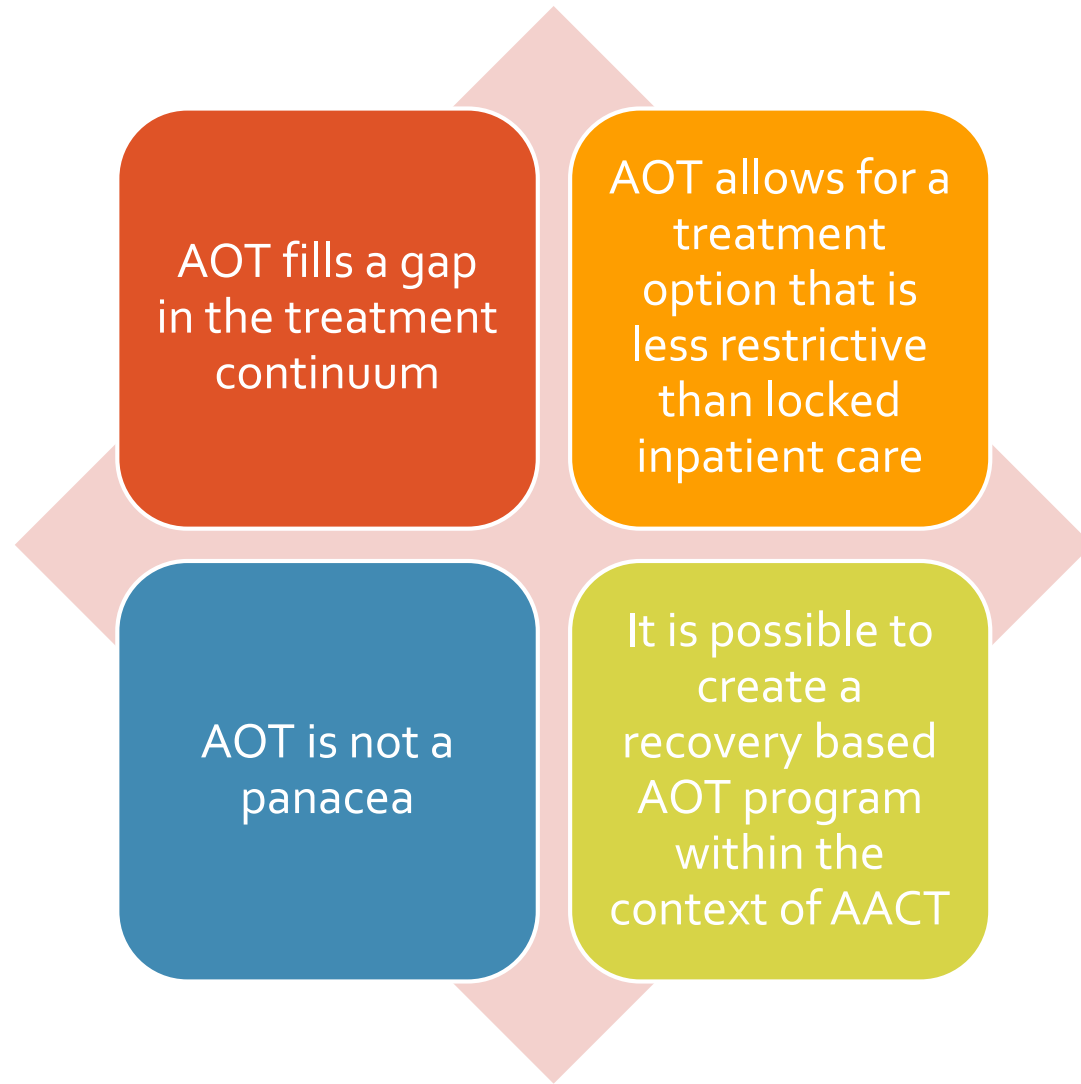 AOT fills a gap
in the treatment
continuum
AOT allows for a
treatment
option that is
less restrictive
than locked
inpatient care
AOT is not a
panacea
It is possible to
create a
recovery based
AOT program
within the
context of AACT